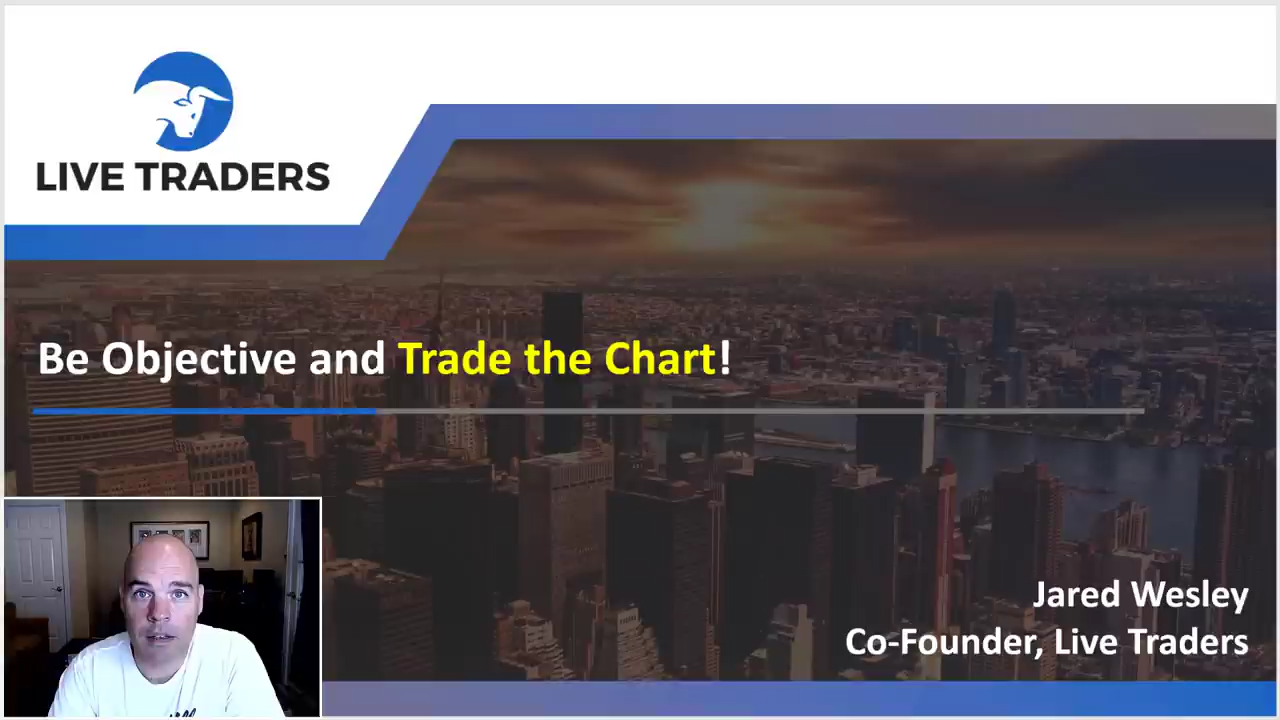 LIVE TRADERS
Be Objective and Trade the Chart!
Jared Wesley
Co-Founder, Live Traders